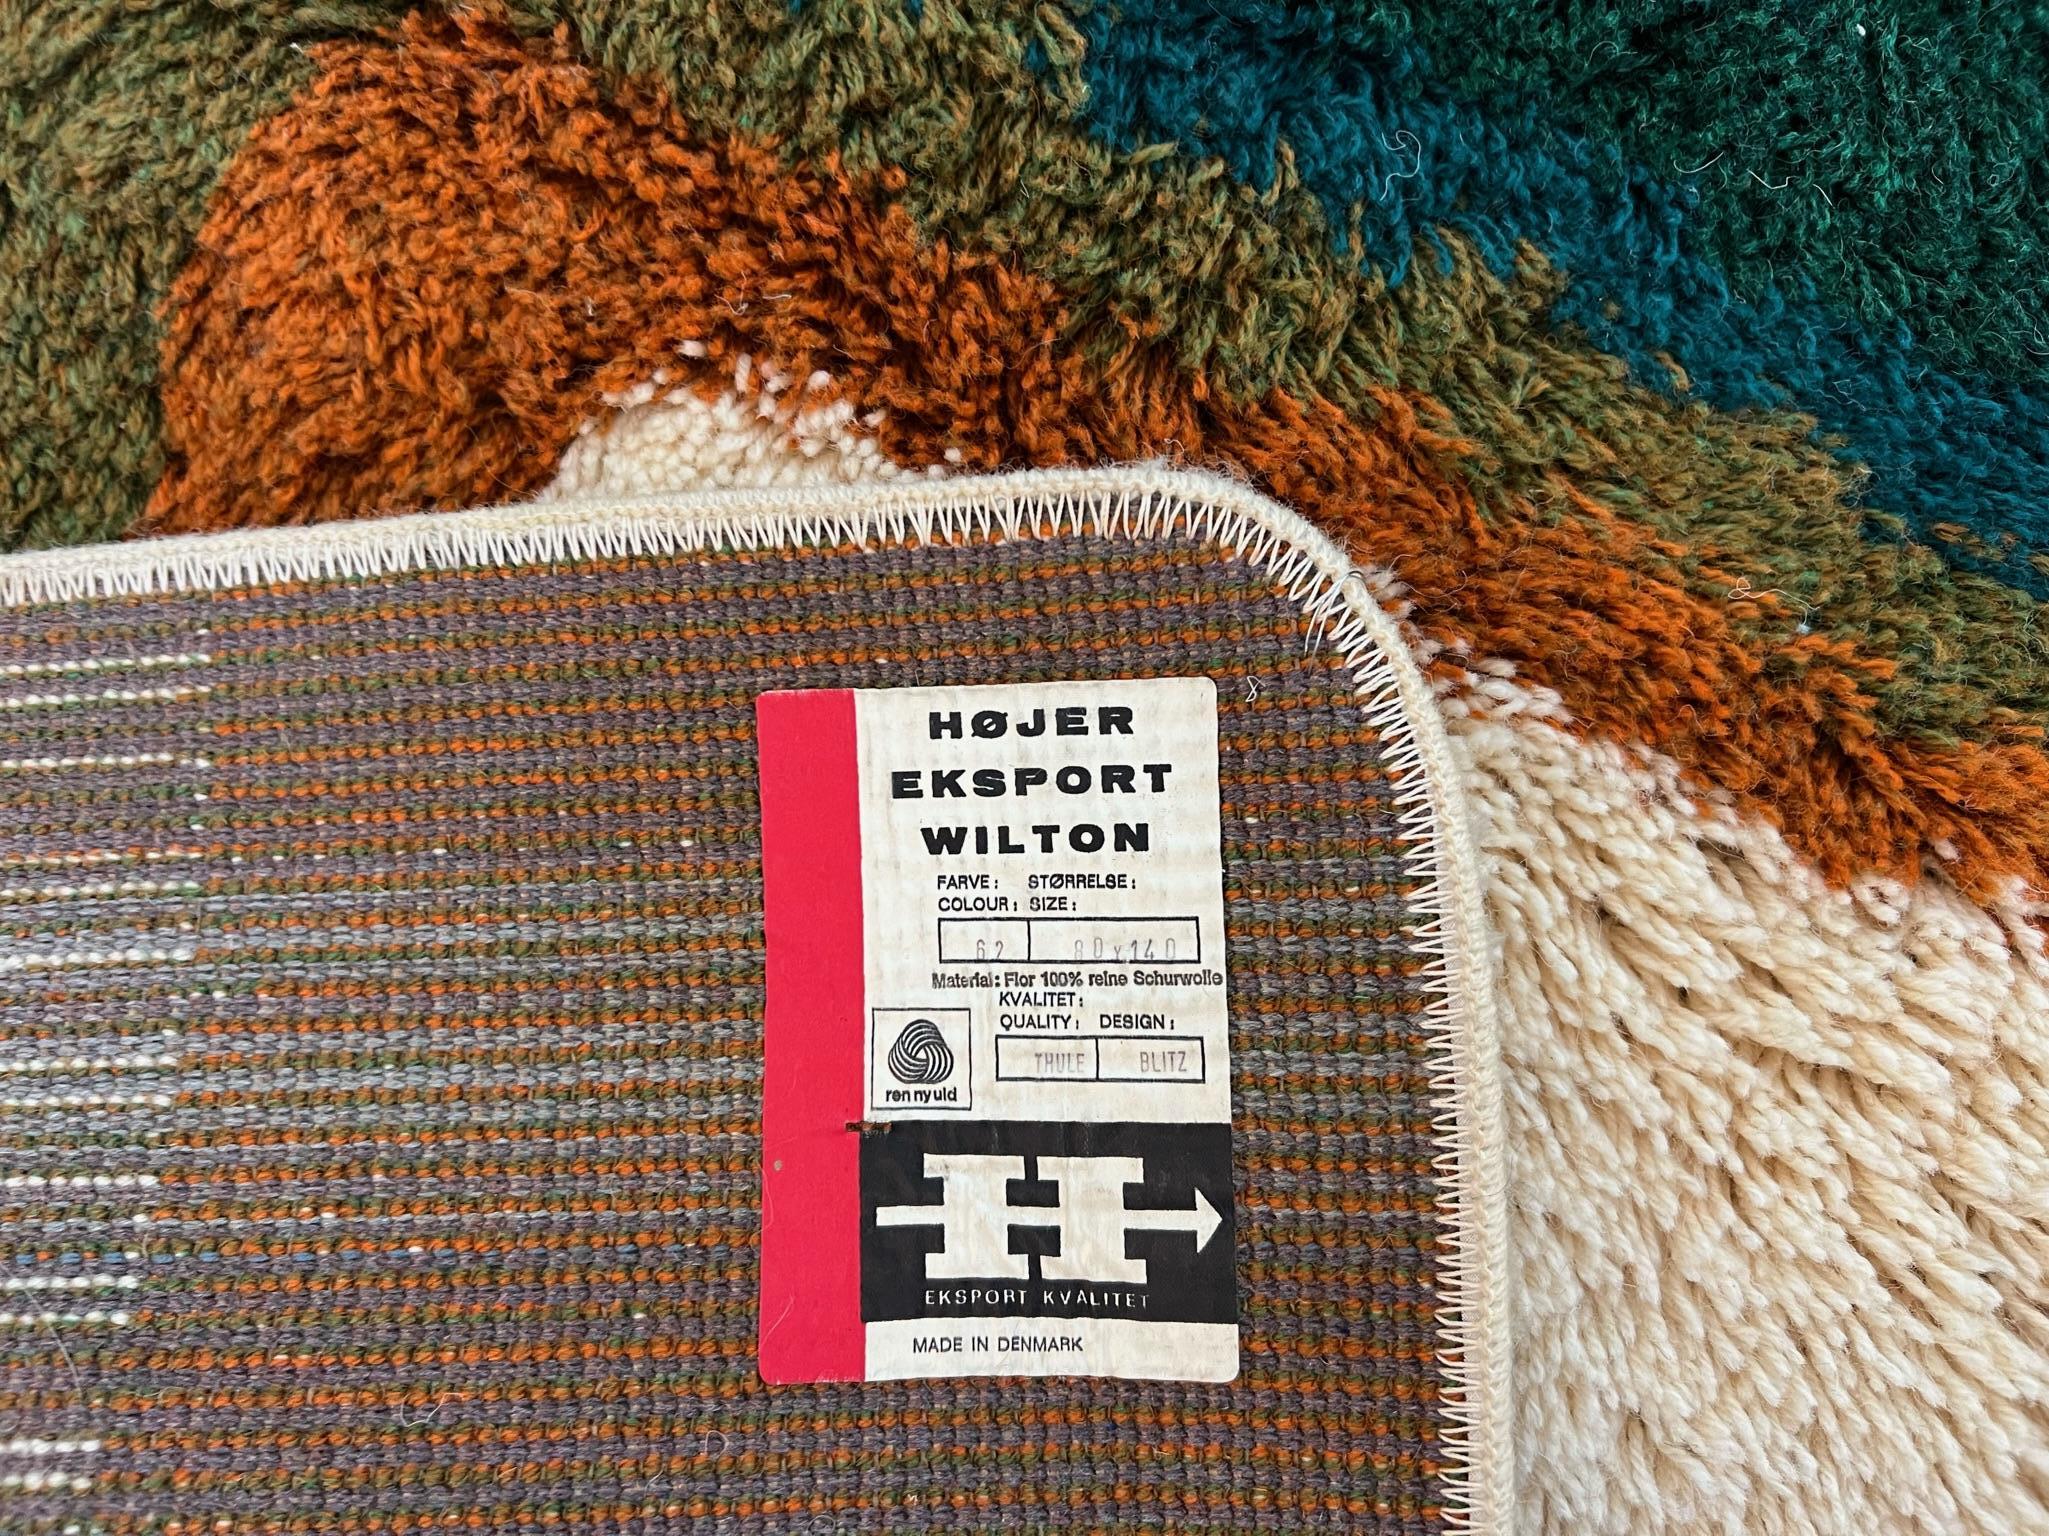 HØJER
EKSPORT
WILTON
FARVE: STØRRELSE:
COLOUR: SIZE:
62 80x140
Material: Flor 100% reine Schurwolle
KVALITET:
QUALITY: DESIGN:
THULE BLITZ
ren ny uld
H
EKSPORT KVALITET
MADE IN DENMARK